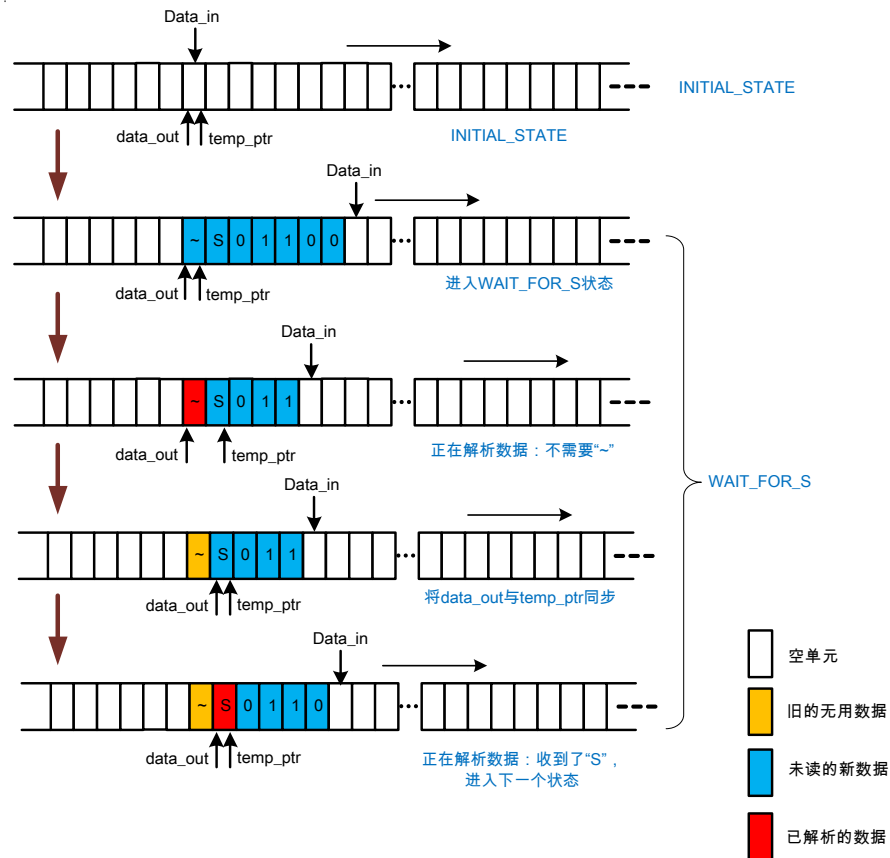 Data_in
... INITIAL_STATE
data_out temp_ptr INITIAL_STATE
Data_in
~ S 0 1 1 0 0 ...
data_out temp_ptr 进入WAIT_FOR_S状态
Data_in
~ S 0 1 1 ...
data_out temp_ptr 正在解析数据：不需要“~”
WAIT_FOR_S
Data_in
~ S 0 1 1 ...
data_out temp_ptr 将data_out与temp_ptr同步
Data_in
~ S 0 1 1 0 ...
data_out temp_ptr 正在解析数据：收到了“S”，
进入下一个状态
空单元
旧的无用数据
未读的新数据
已解析的数据